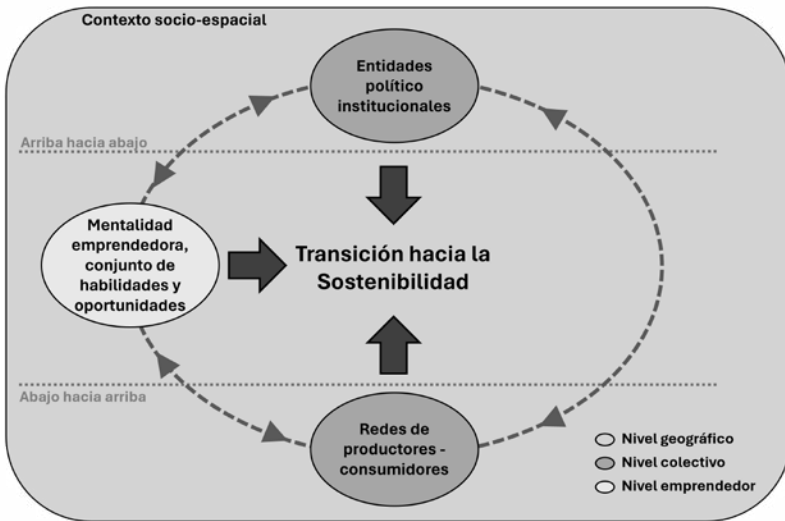 Contexto socio-espacial
Entidades
político
institucionales
Arriba hacia abajo
Mentalidad
emprendedora,
conjunto de
habilidades y
oportunidades
Transición hacia la
Sostenibilidad
Abajo hacia arriba
Redes de
productores -
consumidores
Nivel geográfico
Nivel colectivo
Nivel emprendedor